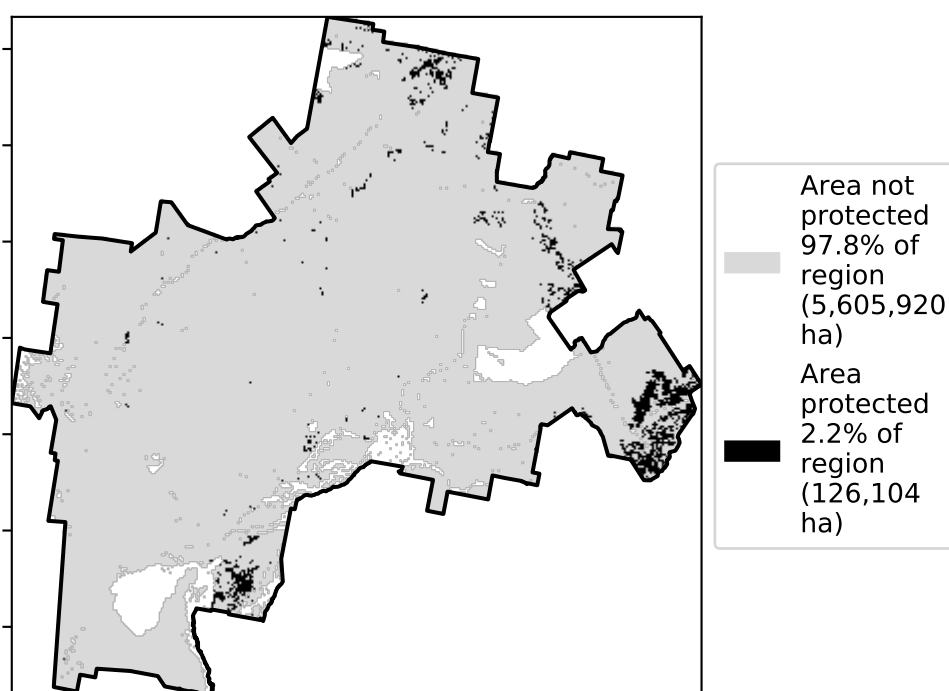 Area not
protected
97.8% of
region
(5,605,920
ha)
Area
protected
2.2% of
region
(126,104
ha)